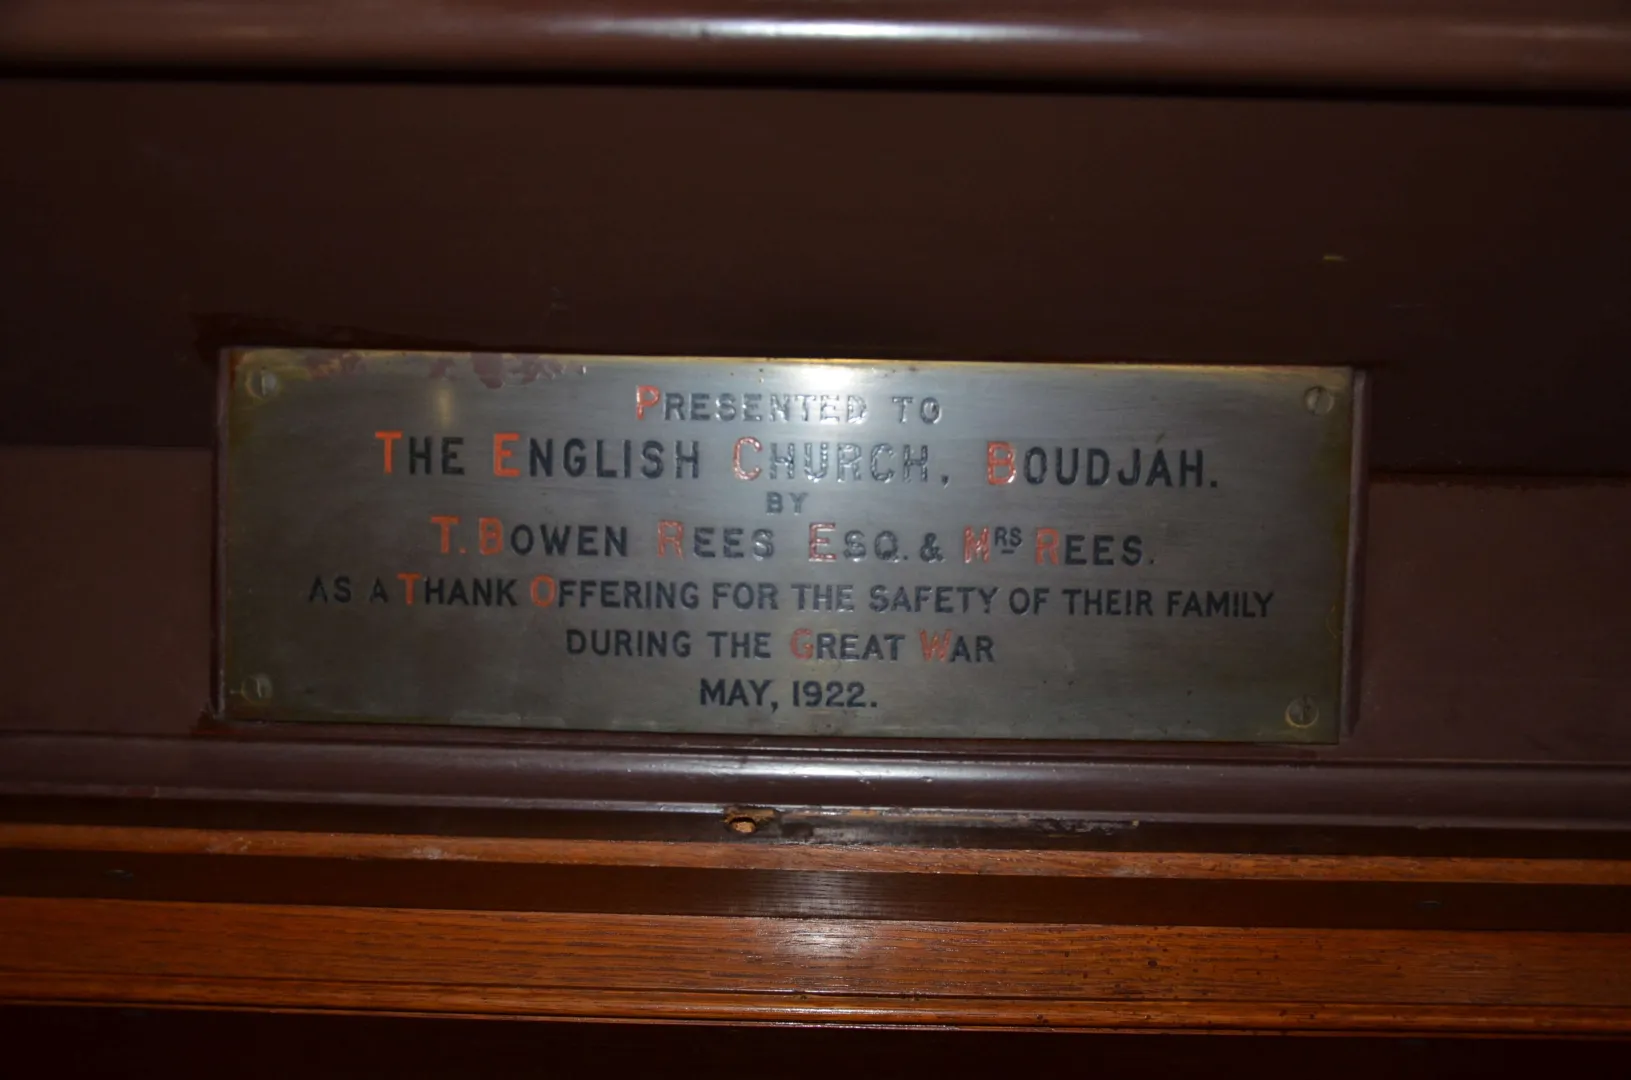 PRESENTED TO
THE ENGLISH CHURCH, BOUDJAH.
BY
T. BOWEN REES ESQ. & MRS REES.
AS A THANK OFFERING FOR THE SAFETY OF THEIR FAMILY
DURING THE GREAT WAR
MAY, 1922.